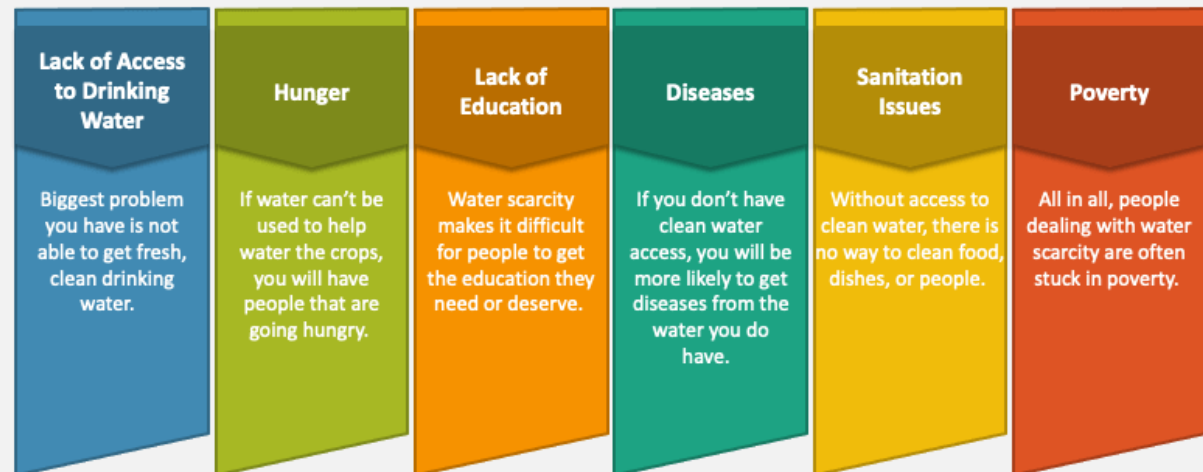 Lack of Access
to Drinking
Water
Biggest problem
you have is not
able to get fresh,
clean drinking
water.
Hunger
If water can't be
used to help
water the crops,
you will have
people that are
going hungry.
Lack of
Education
Water scarcity
makes it difficult
for people to get
the education they
need or deserve.
Diseases
If you don't have
clean water
access, you will be
more likely to get
diseases from the
water you do
have.
Sanitation
Issues
Without access to
clean water, there is
no way to clean food,
dishes, or people.
Poverty
All in all, people
dealing with water
scarcity are often
stuck in poverty.